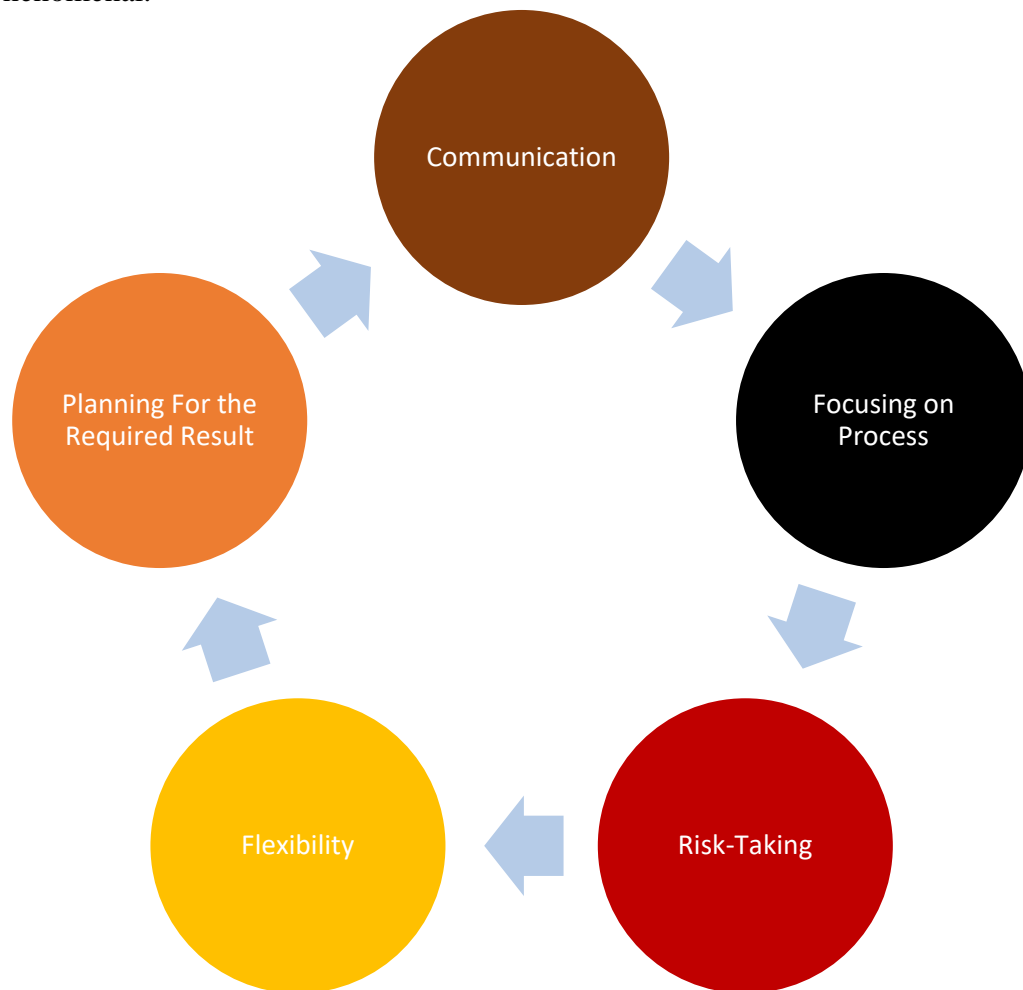 Communication
Focusing on
Process
Risk-Taking
Flexibility
Planning For the
Required Result